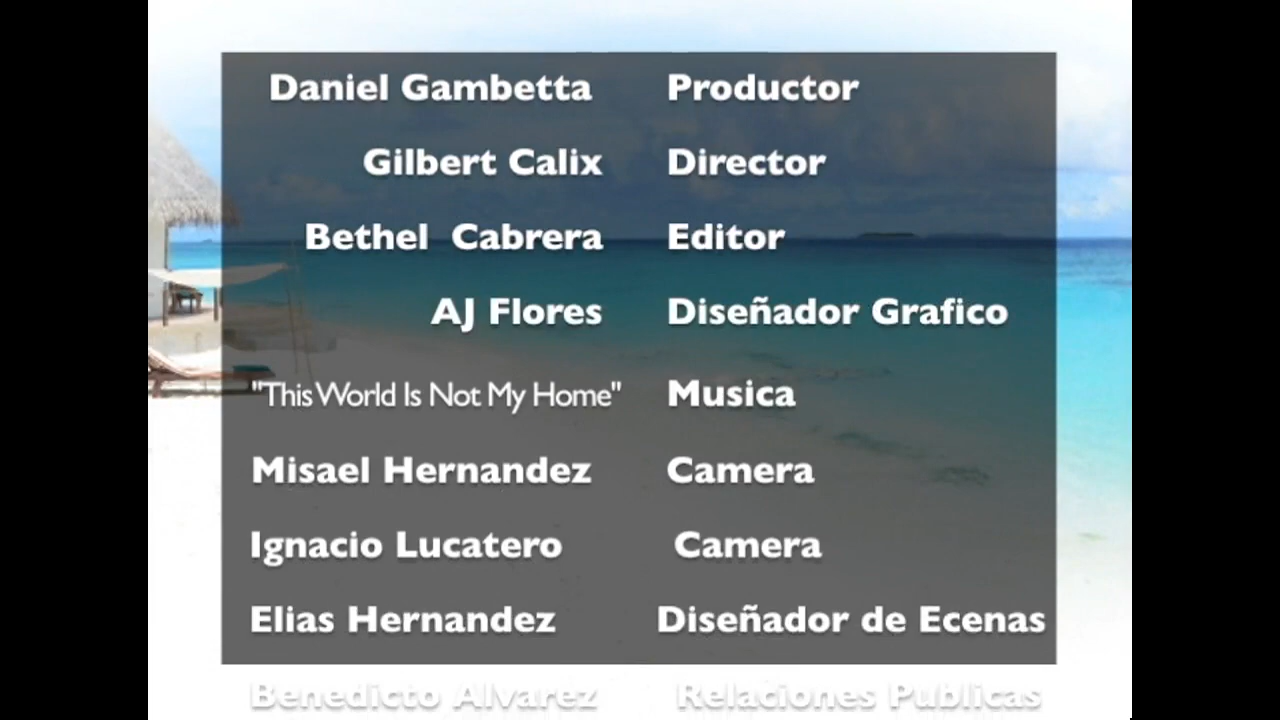 Daniel Gambetta Productor
Gilbert Calix Director
Bethel Cabrera Editor
AJ Flores Diseñador Grafico
"This World Is Not My Home" Musica
Misael Hernandez Camera
Ignacio Lucatero Camera
Elias Hernandez Diseñador de Ecenas
Benedicto Alvarez Relaciones Publicas